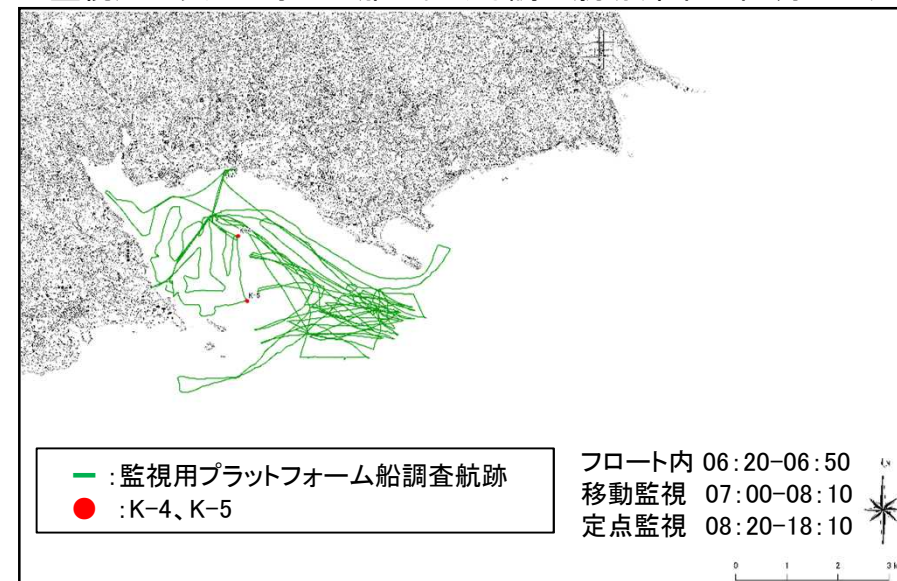 K-5
━ :監視用プラットフォーム船調査航跡
● :K-4、K-5
フロート内 06:20-06:50
移動監視 07:00-08:10
定点監視 08:20-18:10
0 1 2 3